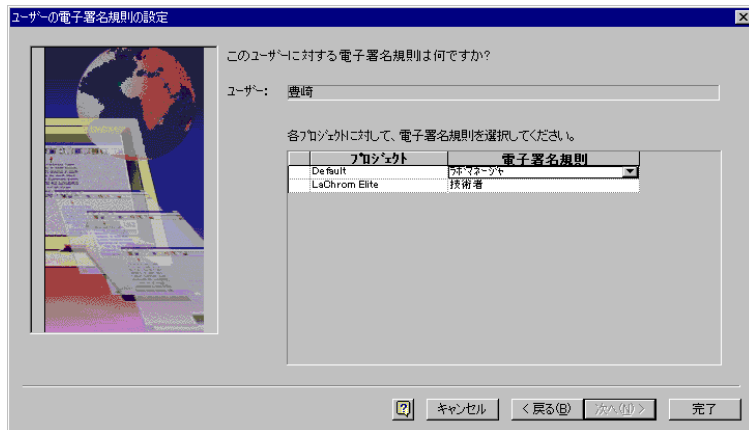 ユーザーの電子署名規則の設定
このユーザーに対する電子署名規則は何ですか?
ユーザー: 豊崎
各プロジェクトに対して、電子署名規則を選択してください。
プロジェクト 電子署名規則
Default ラボマネージャ
LaChrom Elite 技術者
キャンセル < 戻る(B) 次へ(N) > 完了